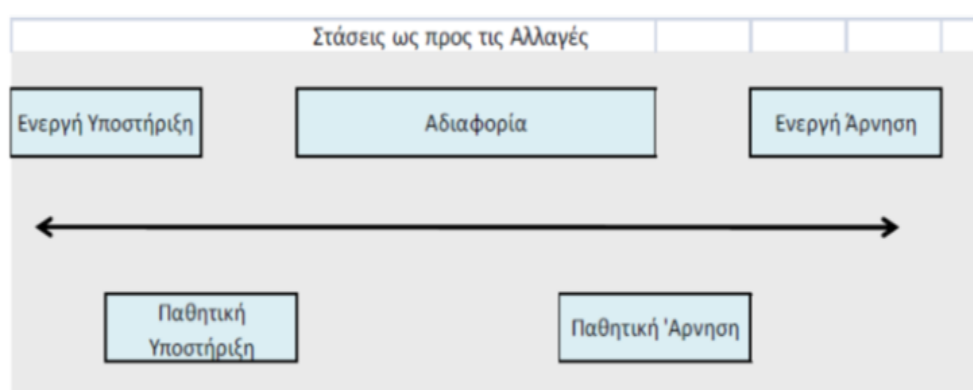 Στάσεις ως προς τις Αλλαγές
Ενεργή Υποστήριξη
Αδιαφορία
Ενεργή Άρνηση
Παθητική
Υποστήριξη
Παθητική 'Αρνηση